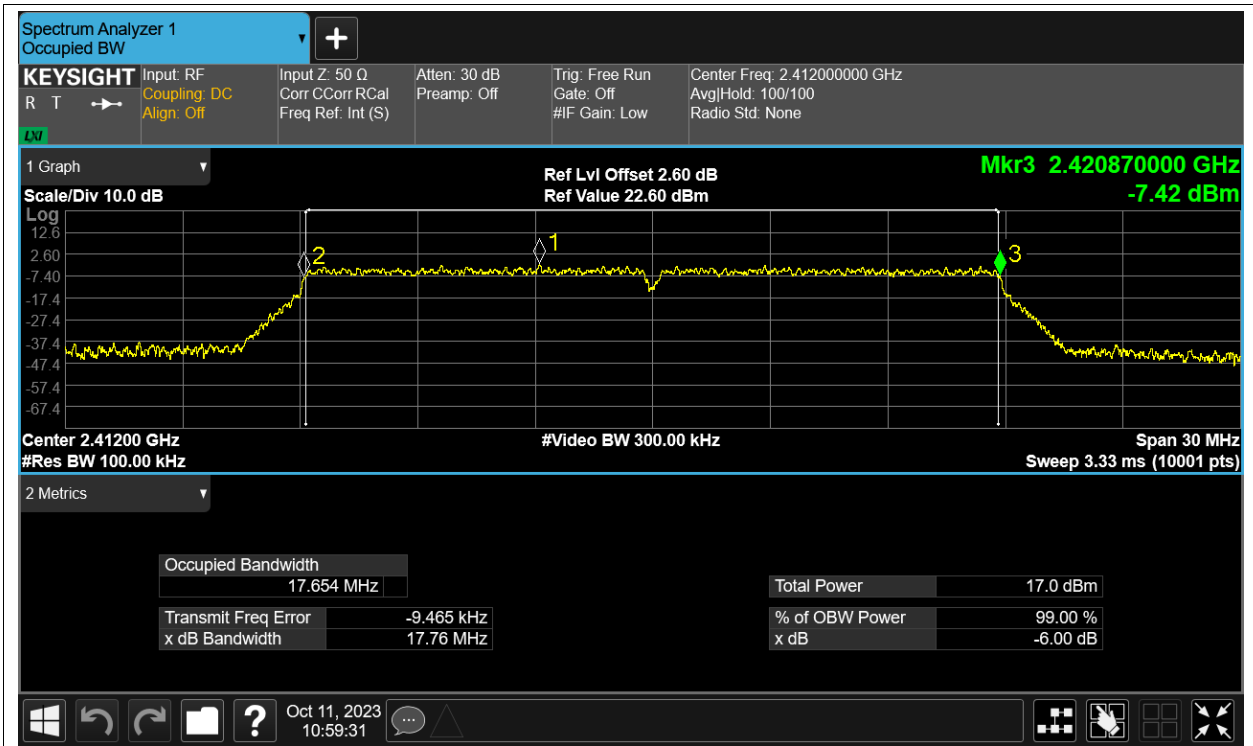 Spectrum Analyzer 1
Occupied BW
KEYSIGHT
R T
LXI
Input: RF
Coupling: DC
Align: Off
Input Z: 50 Ω
Corr CCorr RCal
Freq Ref: Int (S)
Atten: 30 dB
Preamp: Off
Trig: Free Run
Gate: Off
#IF Gain: Low
Center Freq: 2.412000000 GHz
Avg|Hold: 100/100
Radio Std: None
1 Graph
Scale/Div 10.0 dB
Ref Lvl Offset 2.60 dB
Ref Value 22.60 dBm
Mkr3 2.420870000 GHz
-7.42 dBm
Log
12.6
2.60
-7.40
-17.4
-27.4
-37.4
-47.4
-57.4
-67.4
2
1
3
Center 2.41200 GHz
#Video BW 300.00 kHz
Span 30 MHz
#Res BW 100.00 kHz
Sweep 3.33 ms (10001 pts)
2 Metrics
Occupied Bandwidth
17.654 MHz
Transmit Freq Error -9.465 kHz
x dB Bandwidth 17.76 MHz
Total Power 17.0 dBm
% of OBW Power 99.00 %
x dB -6.00 dB
?
Oct 11, 2023
10:59:31